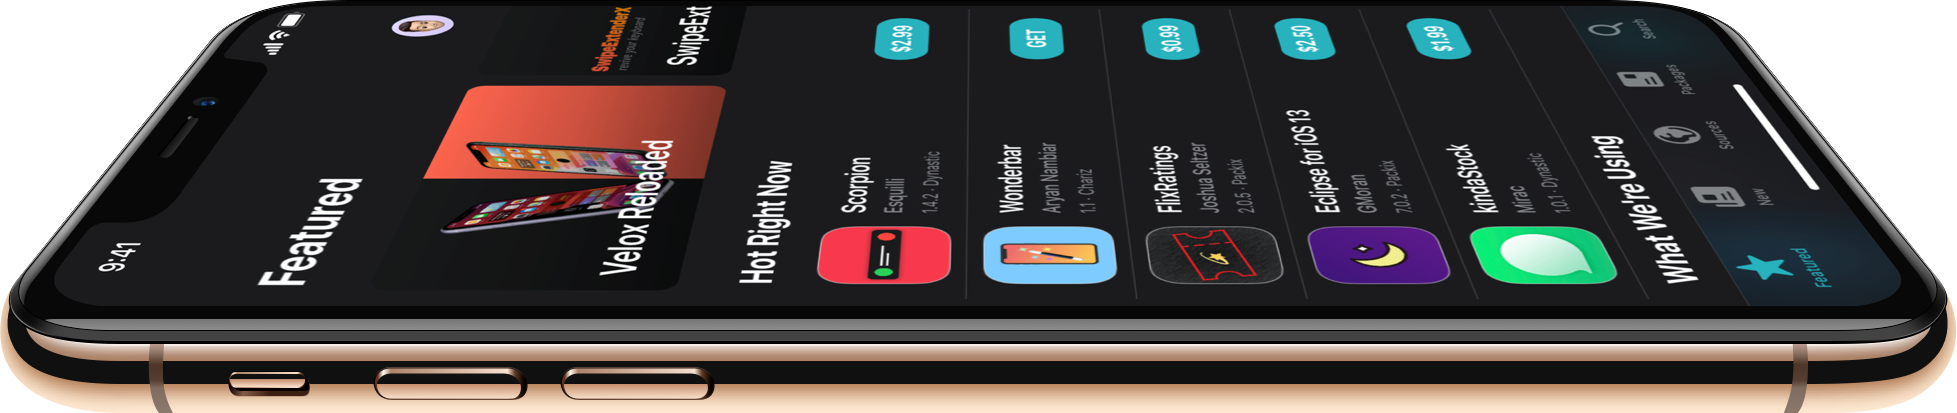 9:41
Featured
SwipeExtenderX
revive your keyboard
Velox Reloaded
SwipeExt
Hot Right Now
Scorpion
Esquilli
1.4.2 · Dynastic
$2.99
Wonderbar
Aryan Nambiar
1.1 · Chariz
GET
FlixRatings
Joshua Seltzer
2.0.5 · Packix
$0.99
Eclipse for iOS 13
GMoran
7.0.2 · Packix
$2.50
kindaStock
Mirac
1.0.1 · Dynastic
$1.99
What We're Using
Featured
New
Sources
Packages
Search